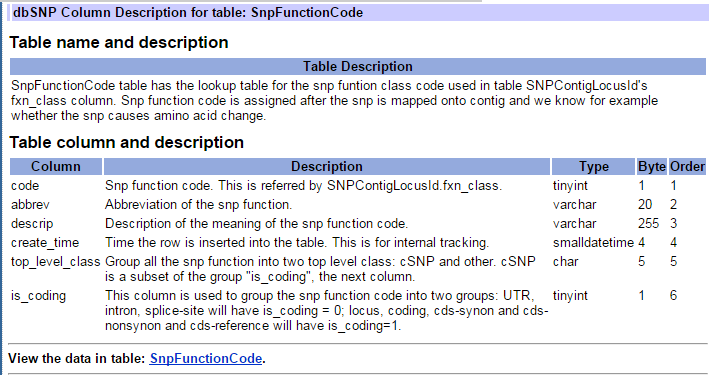 dbSNP Column Description for table: SnpFunctionCode
Table name and description
Table Description
SnpFunctionCode table has the lookup table for the snp funtion class code used in table SNPContigLocusId's
fxn_class column. Snp function code is assigned after the snp is mapped onto contig and we know for example
whether the snp causes amino acid change.
Table column and description
Column Description Type Byte Order
code Snp function code. This is referred by SNPContigLocusId.fxn_class. tinyint 1 1
abbrev Abbreviation of the snp function. varchar 20 2
descrip Description of the meaning of the snp function code. varchar 255 3
create_time Time the row is inserted into the table. This is for internal tracking. smalldatetime 4 4
top_level_class Group all the snp function into two top level class: cSNP and other. cSNP char 5 5
is a subset of the group "is_coding", the next column.
is_coding This column is used to group the snp function code into two groups: UTR, tinyint 1 6
intron, splice-site will have is_coding = 0; locus, coding, cds-synon and cds-
nonsynon and cds-reference will have is_coding=1.
View the data in table: SnpFunctionCode.